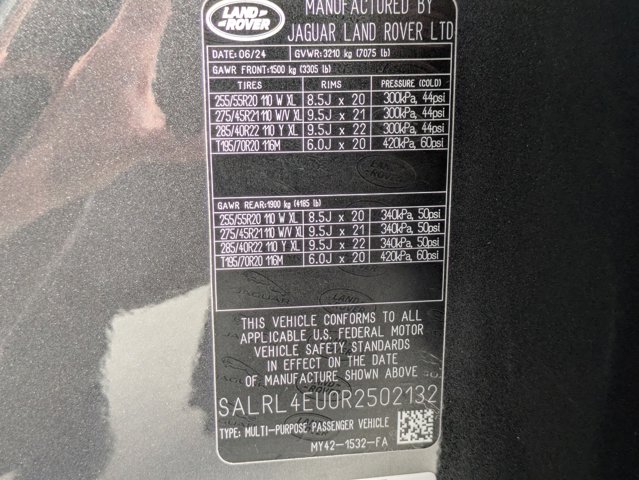 MANUFACTURED BY
LAND ROVER
JAGUAR LAND ROVER LTD
DATE: 06/24 GVWR: 3210 kg (7075 lb)
GAWR FRONT: 1500 kg (3305 lb)
TIRES RIMS PRESSURE (COLD)
255/55R20 110 W XL 8.5J x 20 300kPa, 44psi
275/45R21 110 W/V XL 9.5J x 21 300kPa, 44psi
285/40R22 110 Y XL 9.5J x 22 300kPa, 44psi
T195/70R20 116M 6.0J x 20 420kPa, 60psi
GAWR REAR: 1900 kg (4185 lb)
255/55R20 110 W XL 8.5J x 20 340kPa, 50psi
275/45R21 110 W/V XL 9.5J x 21 340kPa, 50psi
285/40R22 110 Y XL 9.5J x 22 340kPa, 50psi
T195/70R20 116M 6.0J x 20 420kPa, 60psi
THIS VEHICLE CONFORMS TO ALL
APPLICABLE U.S. FEDERAL MOTOR
VEHICLE SAFETY STANDARDS
IN EFFECT ON THE DATE
OF MANUFACTURE SHOWN ABOVE
SALRL4EU0R2502132
TYPE: MULTI-PURPOSE PASSENGER VEHICLE
MY42-1532-FA